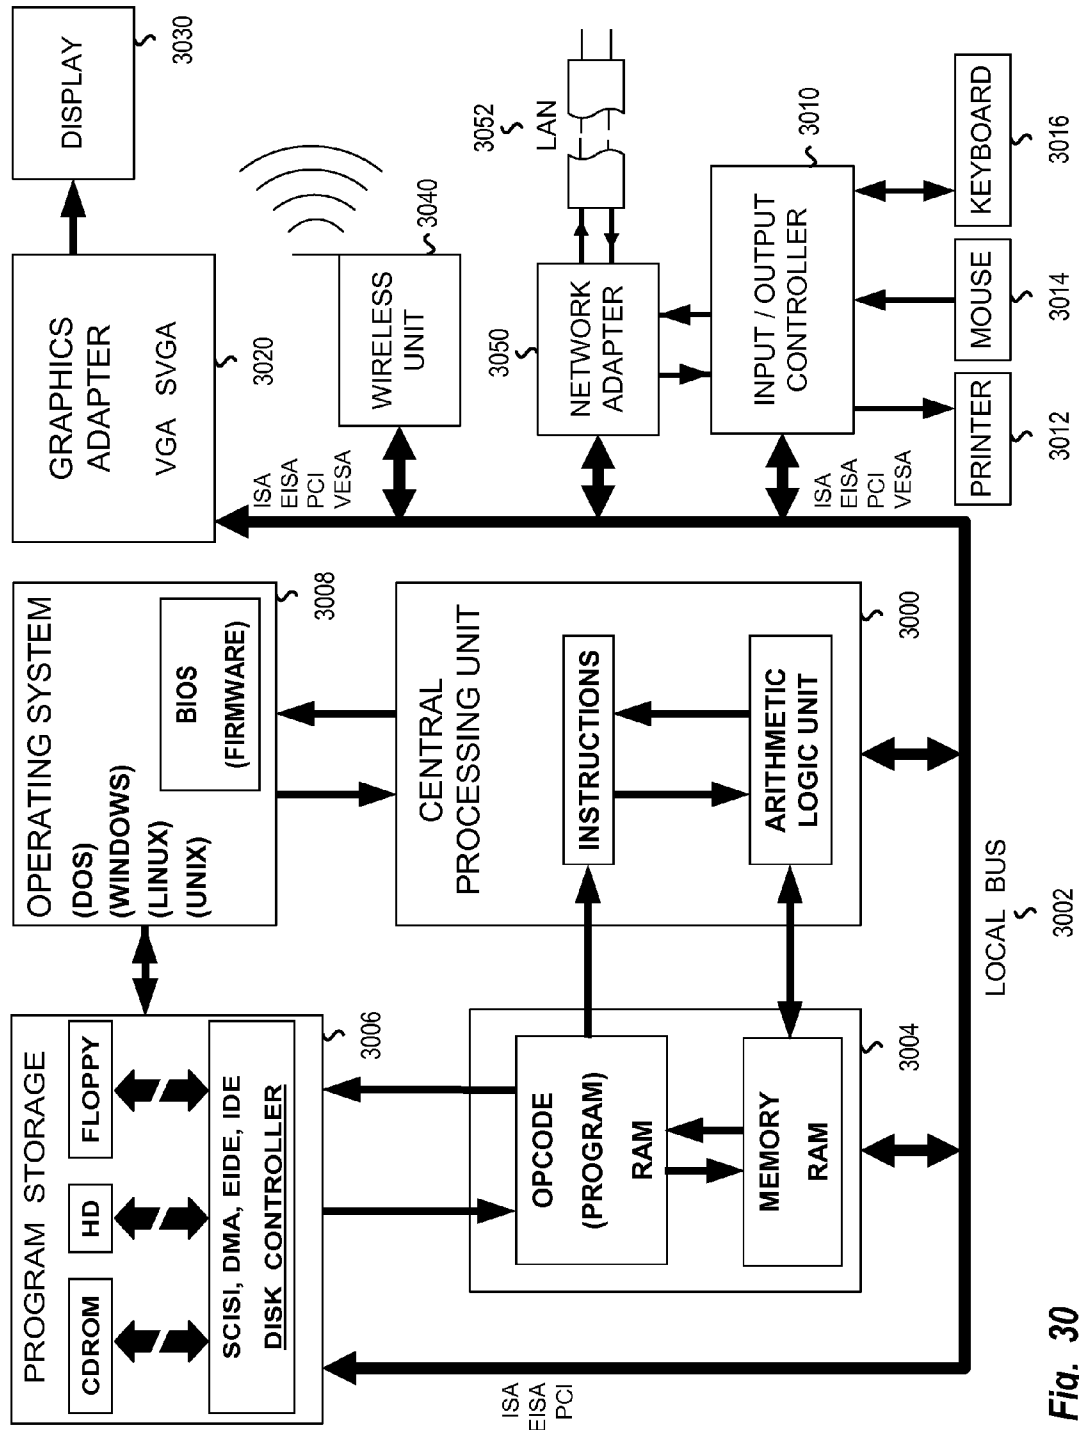 PROGRAM STORAGE
CDROM
HD
FLOPPY
SCISI, DMA, EIDE, IDE
DISK CONTROLLER
3006
OPERATING SYSTEM
(DOS)
(WINDOWS)
(LINUX)
(UNIX)
BIOS
(FIRMWARE)
3008
GRAPHICS
ADAPTER
VGA SVGA
3020
DISPLAY
3030
ISA
EISA
PCI
VESA
WIRELESS
UNIT
3040
CENTRAL
PROCESSING UNIT
INSTRUCTIONS
ARITHMETIC
LOGIC UNIT
3000
OPCODE
(PROGRAM)
RAM
MEMORY
RAM
3004
ISA
EISA
PCI
3050
NETWORK
ADAPTER
3052
LAN
INPUT / OUTPUT
CONTROLLER
3010
ISA
EISA
PCI
VESA
PRINTER
3012
MOUSE
3014
KEYBOARD
3016
LOCAL BUS
3002
Fig. 30